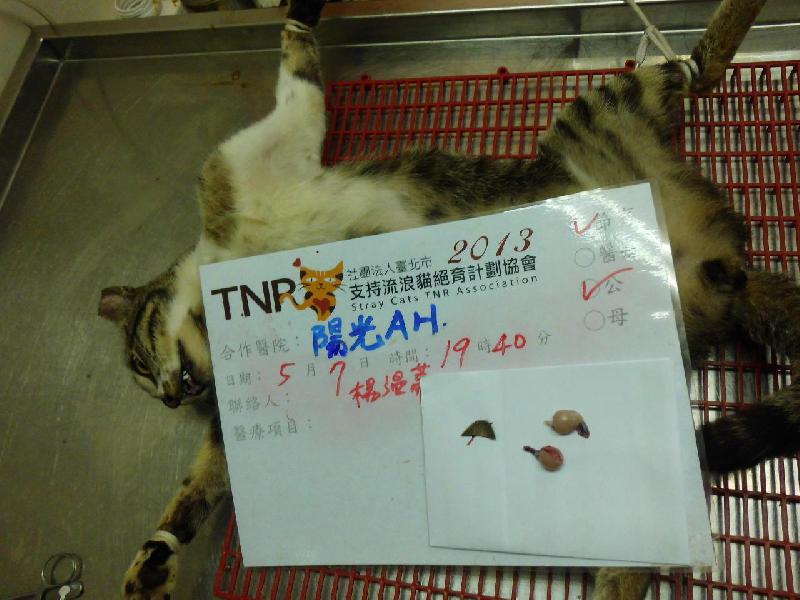 TNR 社團法人臺北市 2013
支持流浪貓絕育計劃協會
Stray Cats TNR Association
合作醫院： 陽光AH.
日期： 5 月 7 日 時間： 19 時 40 分
聯絡人： 楊
醫療項目：
公
母